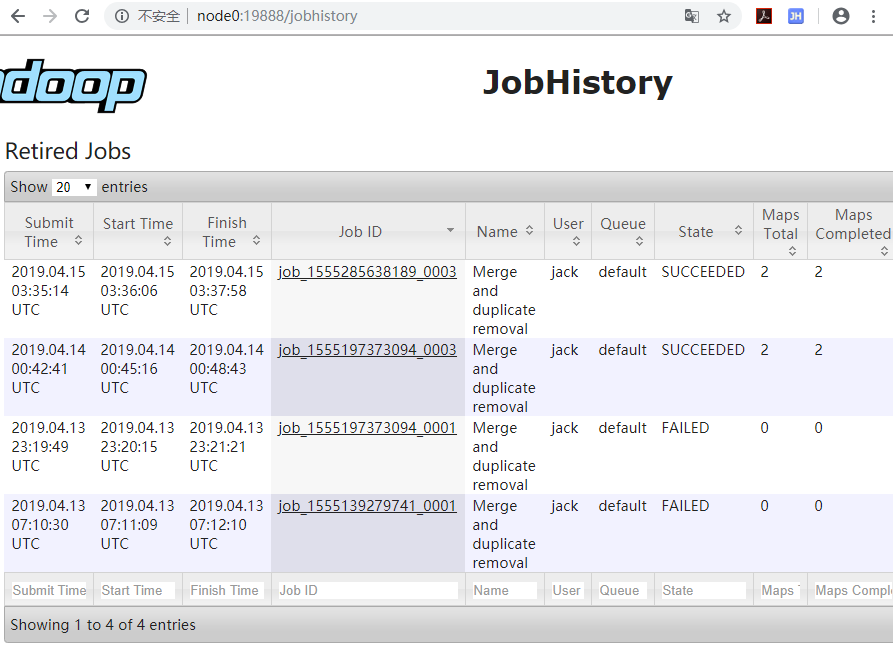 不安全 node0:19888/jobhistory
JH
doop
JobHistory
Retired Jobs
Show 20 entries
Submit Time Start Time Finish Time Job ID Name User Queue State Maps Total Maps Completed
2019.04.15 03:35:14 UTC 2019.04.15 03:36:06 UTC 2019.04.15 03:37:58 UTC job_1555285638189_0003 Merge and duplicate removal jack default SUCCEEDED 2 2
2019.04.14 00:42:41 UTC 2019.04.14 00:45:16 UTC 2019.04.14 00:48:43 UTC job_1555197373094_0003 Merge and duplicate removal jack default SUCCEEDED 2 2
2019.04.13 23:19:49 UTC 2019.04.13 23:20:15 UTC 2019.04.13 23:21:21 UTC job_1555197373094_0001 Merge and duplicate removal jack default FAILED 0 0
2019.04.13 07:10:30 UTC 2019.04.13 07:11:09 UTC 2019.04.13 07:12:10 UTC job_1555139279741_0001 Merge and duplicate removal jack default FAILED 0 0
Submit Time Start Time Finish Time Job ID Name User Queue State Maps Maps Comple
Showing 1 to 4 of 4 entries